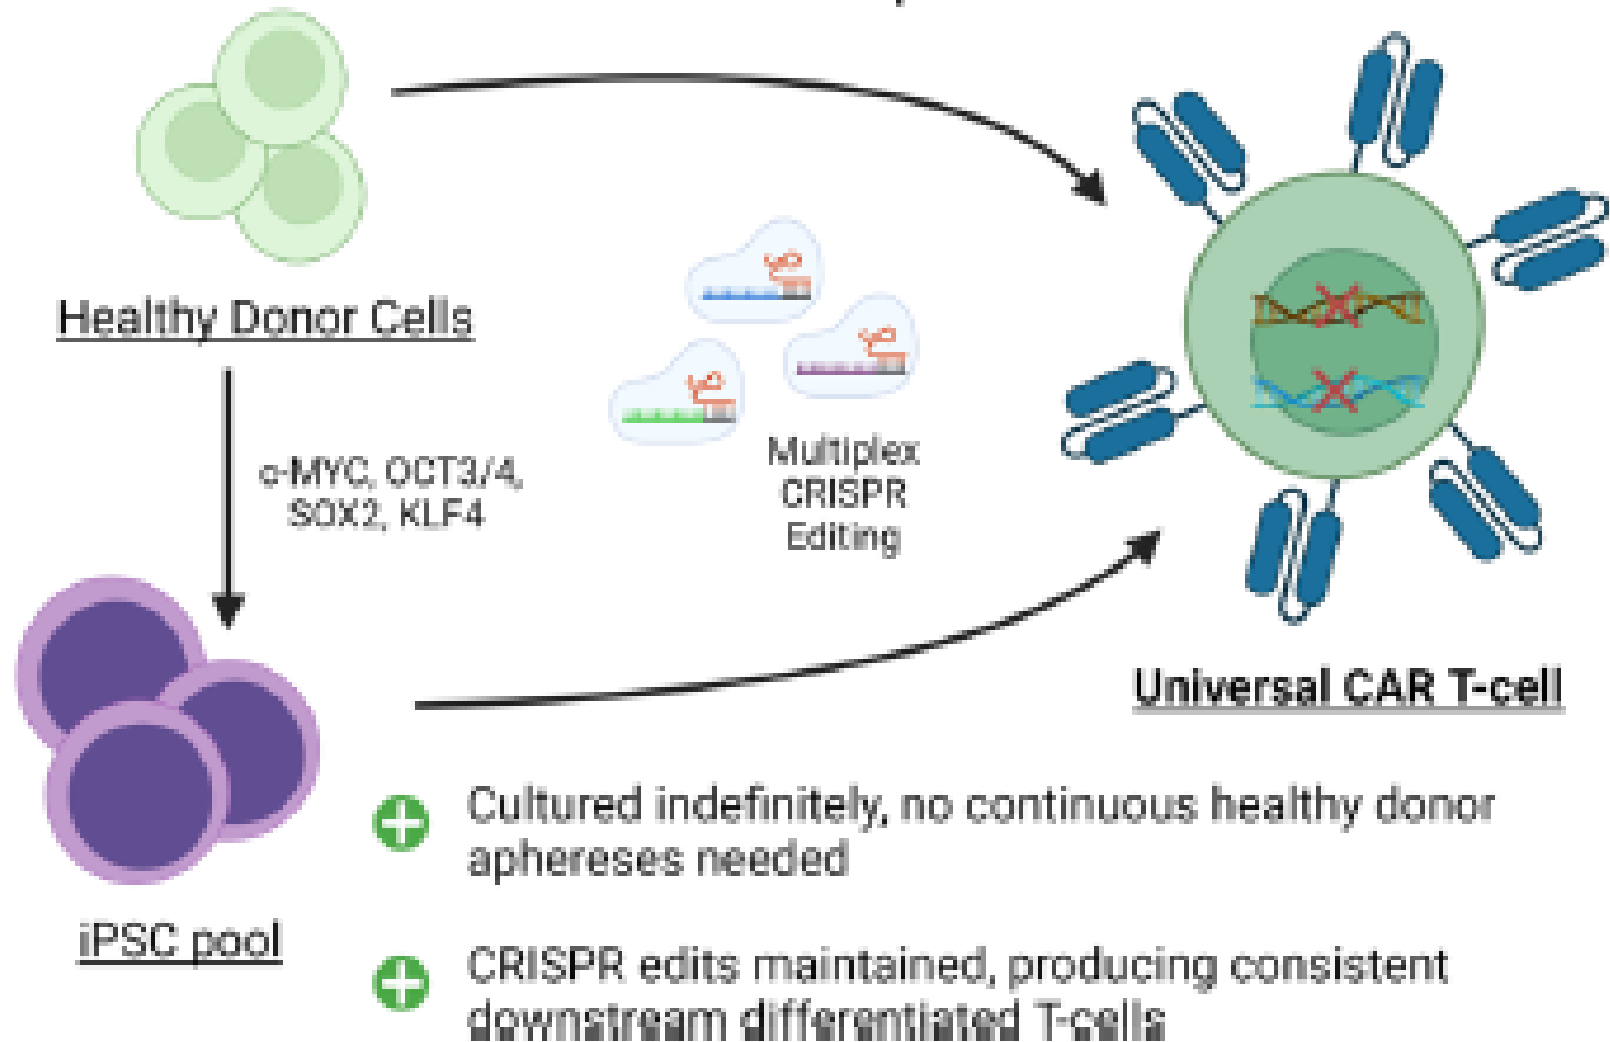 Healthy Donor Cells
c-MYC, OCT3/4,
SOX2, KLF4
Multiplex
CRISPR
Editing
Universal CAR T-cell
iPSC pool
Cultured indefinitely, no continuous healthy donor
aphereses needed
CRISPR edits maintained, producing consistent
downstream differentiated T-cells